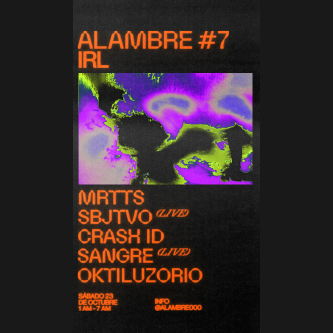 ALAMBRE #7
IRL
MRTTS
SBJTVO (LIVE)
CRASH ID
SANGRE (LIVE)
OKTILUZORIO
SÁBADO 23
DE OCTUBRE
1 AM – 7 AM
INFO
@ALAMBRE000